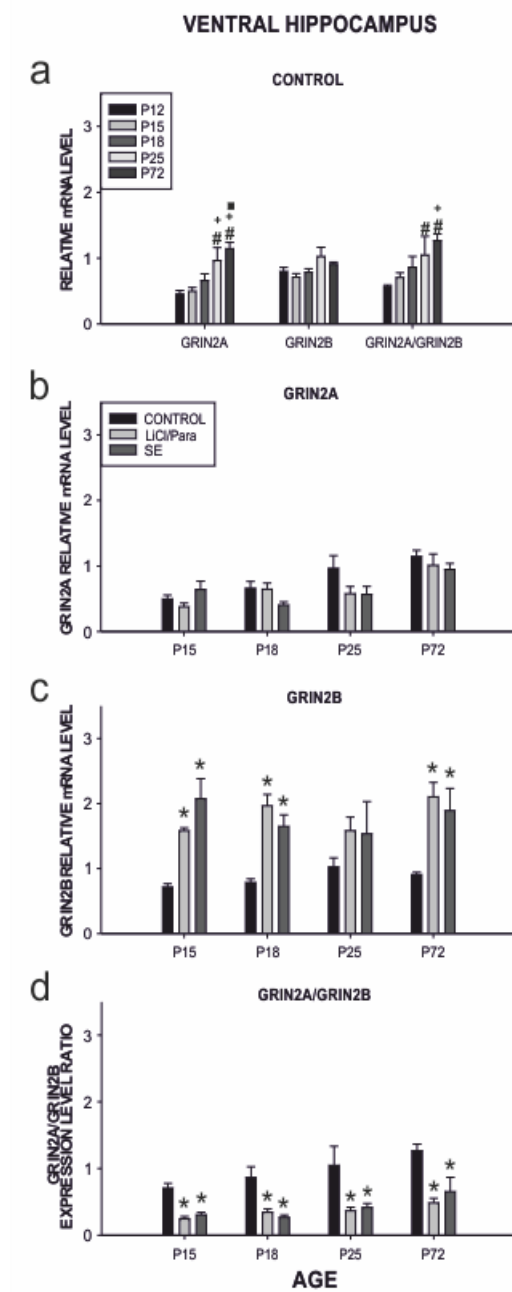 VENTRAL HIPPOCAMPUS
a
CONTROL
P12
P15
P18
P25
P72
RELATIVE mRNA LEVEL
3
2
1
0
+
#
■
+
#
#
+
#
GRIN2A GRIN2B GRIN2A/GRIN2B
b
GRIN2A
CONTROL
LiCl/Para
SE
GRIN2A RELATIVE mRNA LEVEL
3
2
1
0
P15 P18 P25 P72
c
GRIN2B
GRIN2B RELATIVE mRNA LEVEL
3
2
1
0
* * * * * *
P15 P18 P25 P72
d
GRIN2A/GRIN2B
GRIN2A/GRIN2B
EXPRESSION LEVEL RATIO
3
2
1
0
* * * * * * * *
P15 P18 P25 P72
AGE